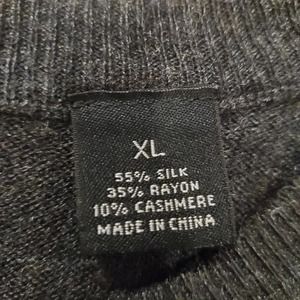 XL
55% SILK
35% RAYON
10% CASHMERE
MADE IN CHINA